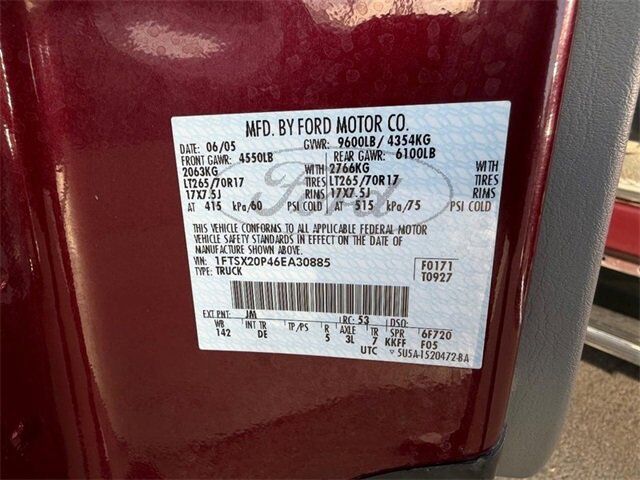 MFD. BY FORD MOTOR CO.
DATE: 06/05 GVWR: 9600LB/ 4354KG
FRONT GAWR: 4550LB REAR GAWR: 6100LB
2063KG WITH 2766KG WITH
LT265/70R17 TIRES LT265/70R17 TIRES
17X7.5J RIMS 17X7.5J RIMS
AT 415 kPa/60 PSI COLD AT 515 kPa/75 PSI COLD
THIS VEHICLE CONFORMS TO ALL APPLICABLE FEDERAL MOTOR
VEHICLE SAFETY STANDARDS IN EFFECT ON THE DATE OF
MANUFACTURE SHOWN ABOVE.
VIN: 1FTSX20P46EA30885 F0171
TYPE: TRUCK T0927
Ford
EXT PNT: JM RC: 53 DSO:
WB INT TR TP/PS R AXLE TR SPR 6F720
142 DE 5 3L 7 KKFF F05
UTC ▽ 5U5A-1520472-BA